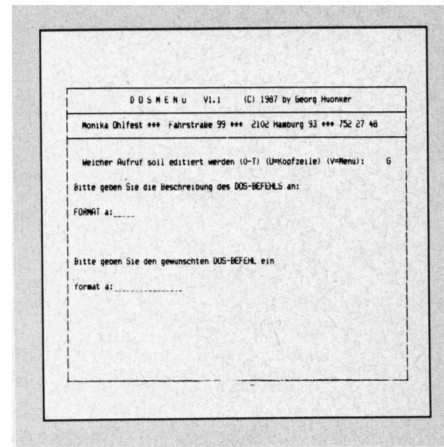 D O S M E N U V1.1 (C) 1987 by Georg Huonker
Monika Ohlfest +++ Fahrstraße 99 +++ 2102 Hamburg 93 +++ 752 27 48
Welcher Aufruf soll editiert werden (0-T) (U=Kopfzeile) (V=Menu): G
Bitte geben Sie die Beschreibung des DOS-BEFEHLS an:
FORMAT a:_____
Bitte geben Sie den gewunschten DOS-BEFEHL ein
format a:_________________